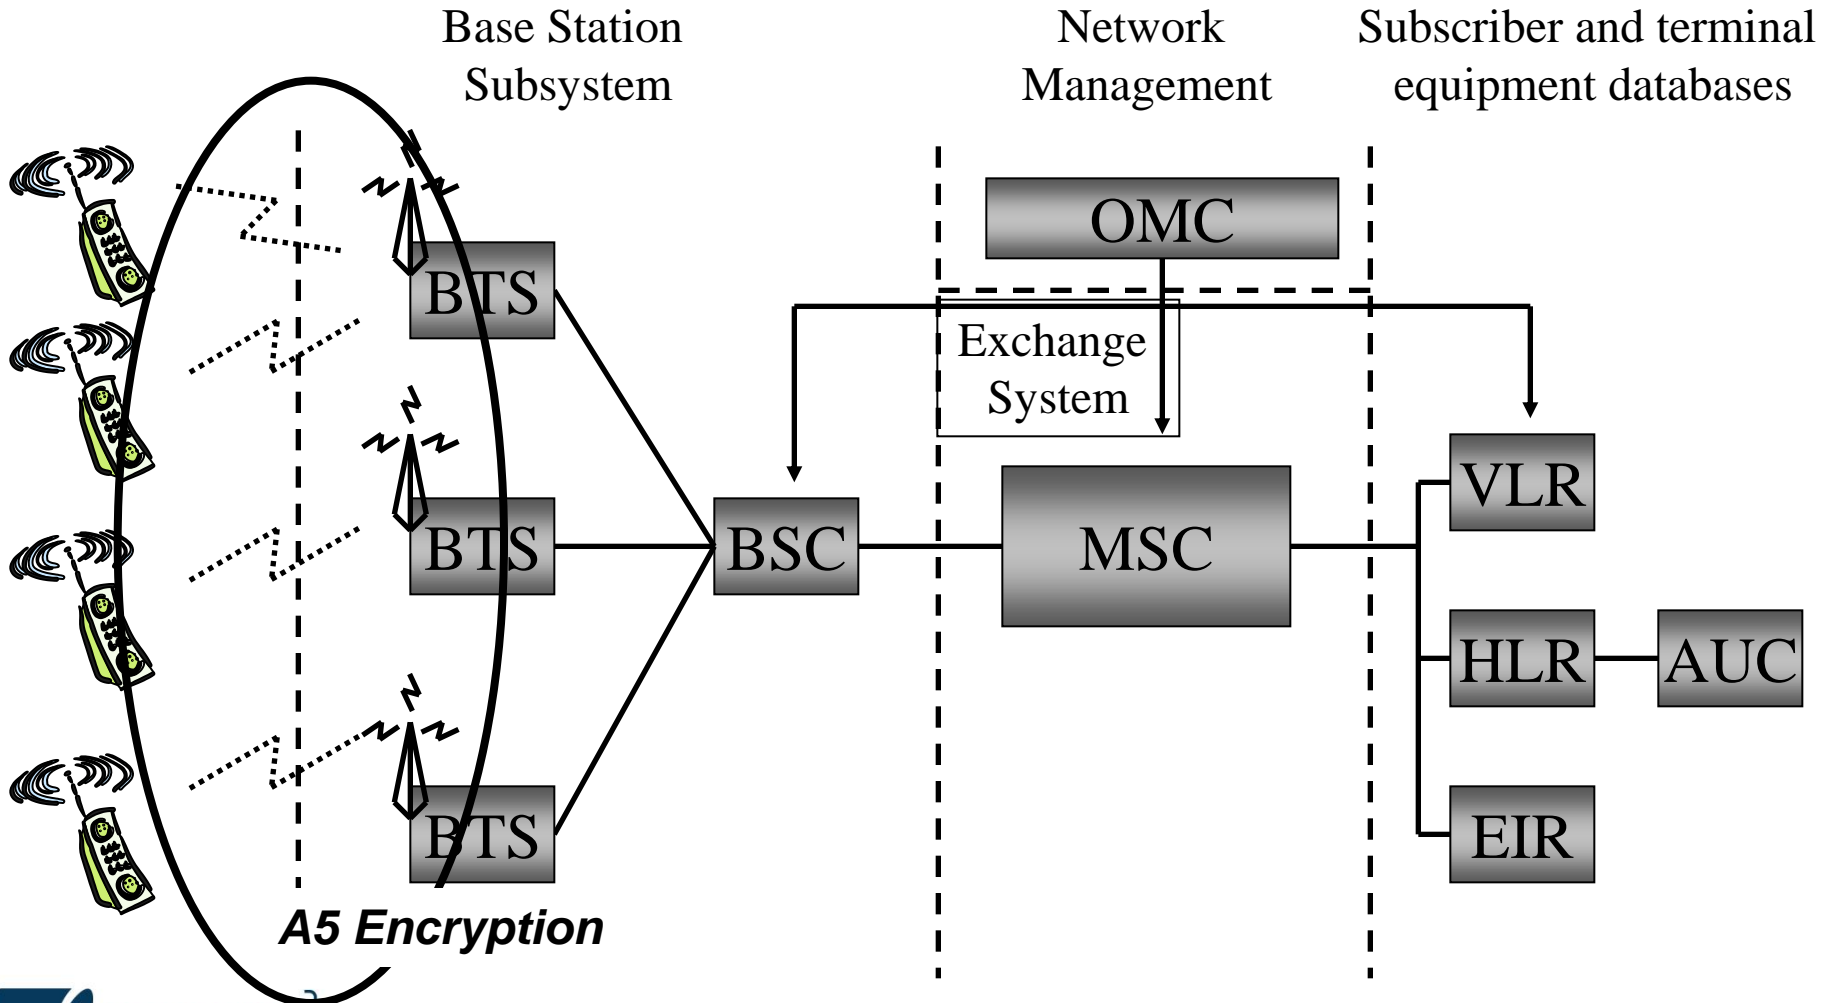 Base Station
Subsystem
Network
Management
Subscriber and terminal
equipment databases
OMC
BTS
Exchange
System
VLR
BTS
BSC
MSC
HLR
AUC
BTS
EIR
A5 Encryption